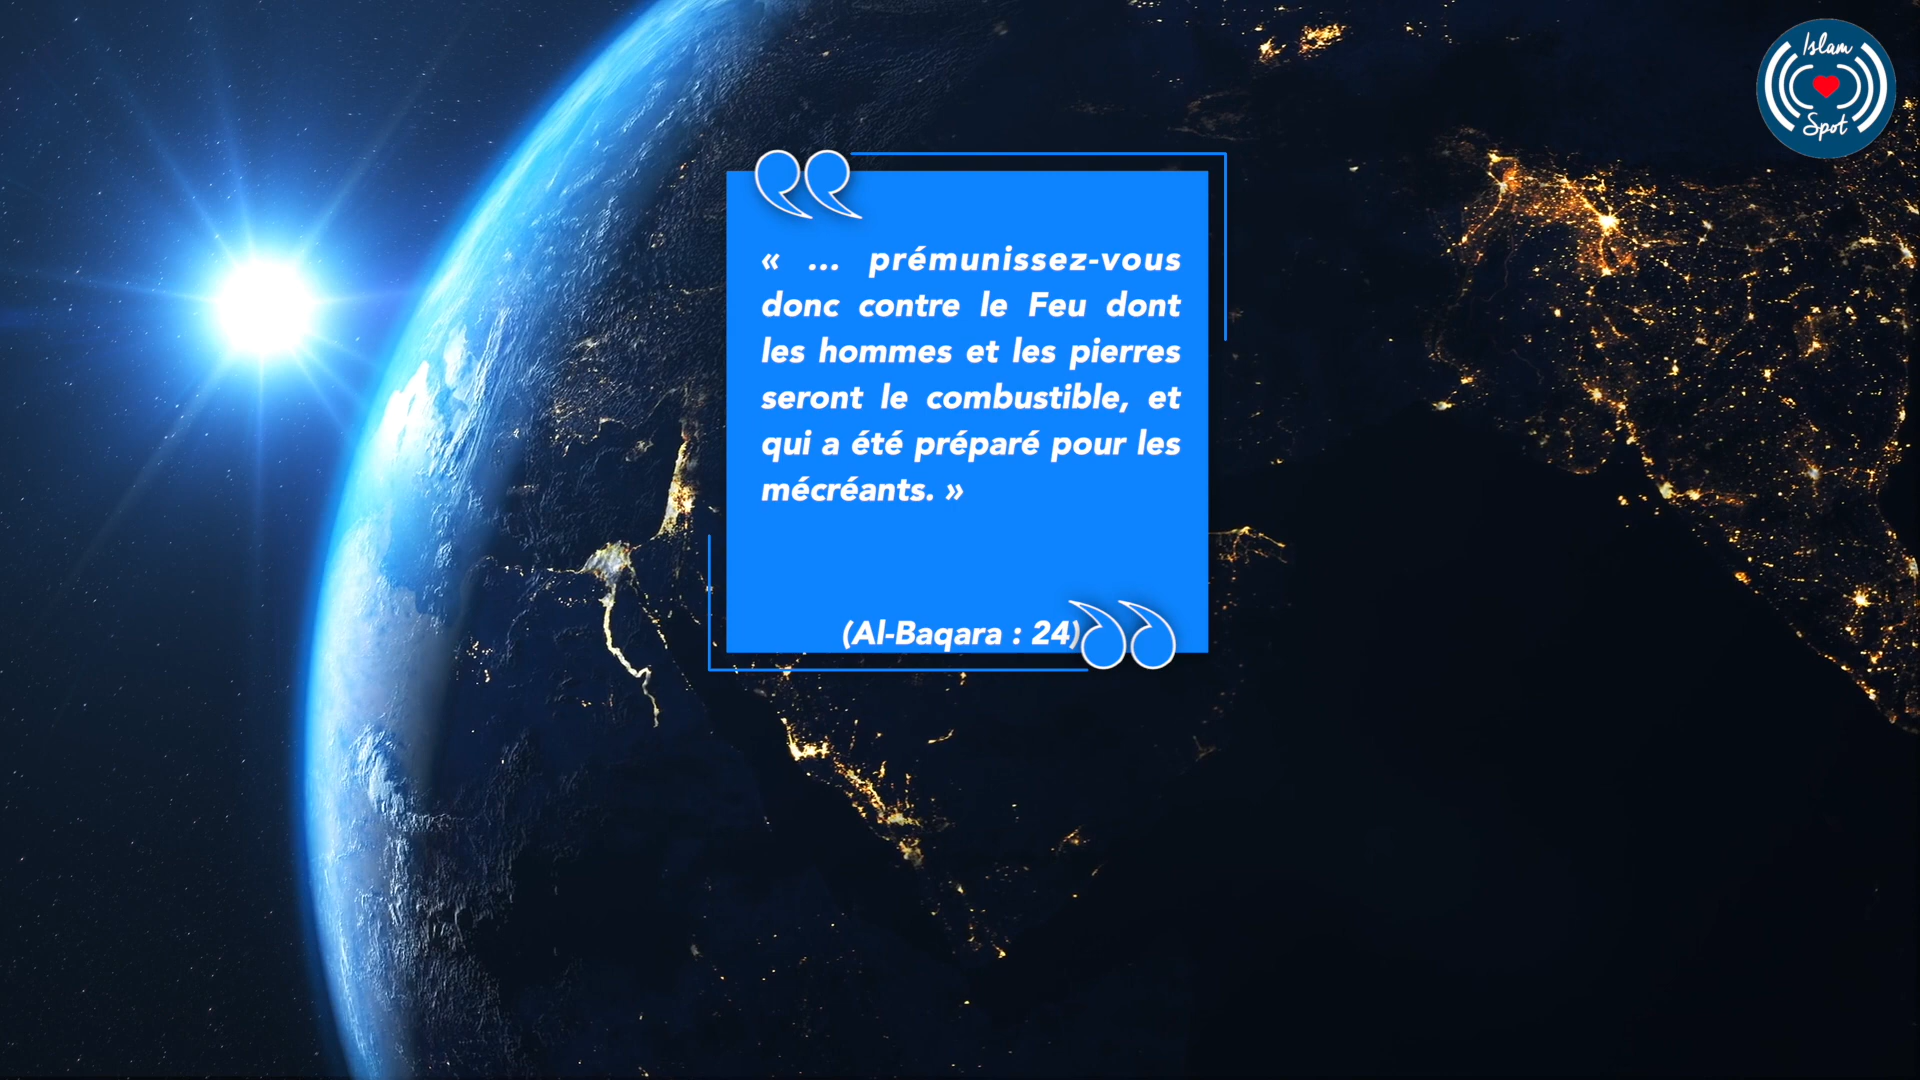 Islam
Spot
« ... prémunissez-vous
donc contre le Feu dont
les hommes et les pierres
seront le combustible, et
qui a été préparé pour les
mécréants. »
(Al-Baqara : 24)